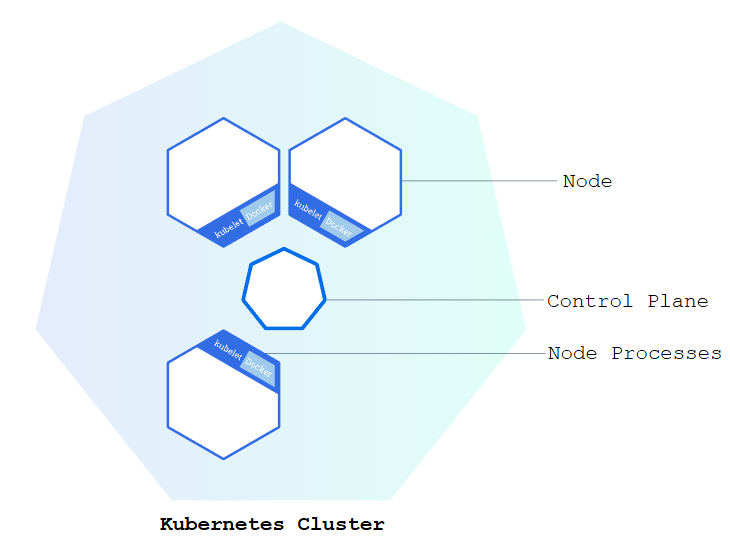 kubelet Docker
kubelet Docker
Node
Control Plane
Node Processes
kubelet Docker
Kubernetes Cluster